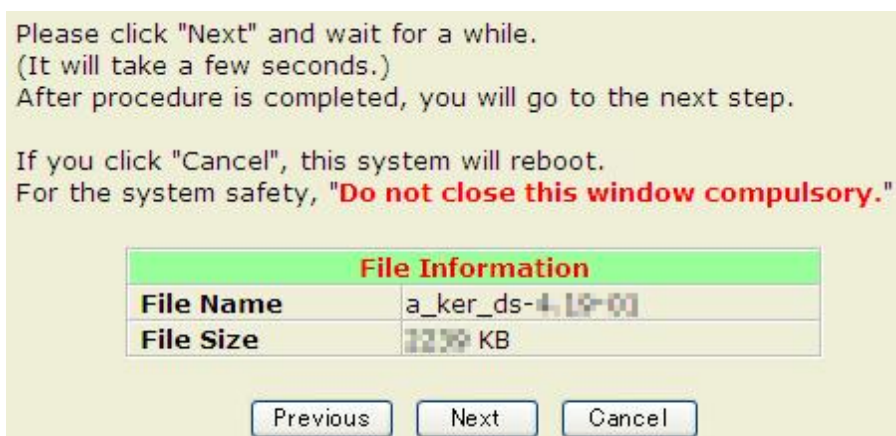 Please click "Next" and wait for a while.
(It will take a few seconds.)
After procedure is completed, you will go to the next step.
If you click "Cancel", this system will reboot.
For the system safety, "Do not close this window compulsory."
File Information
File Name a_ker_ds-
File Size KB
Previous Next Cancel